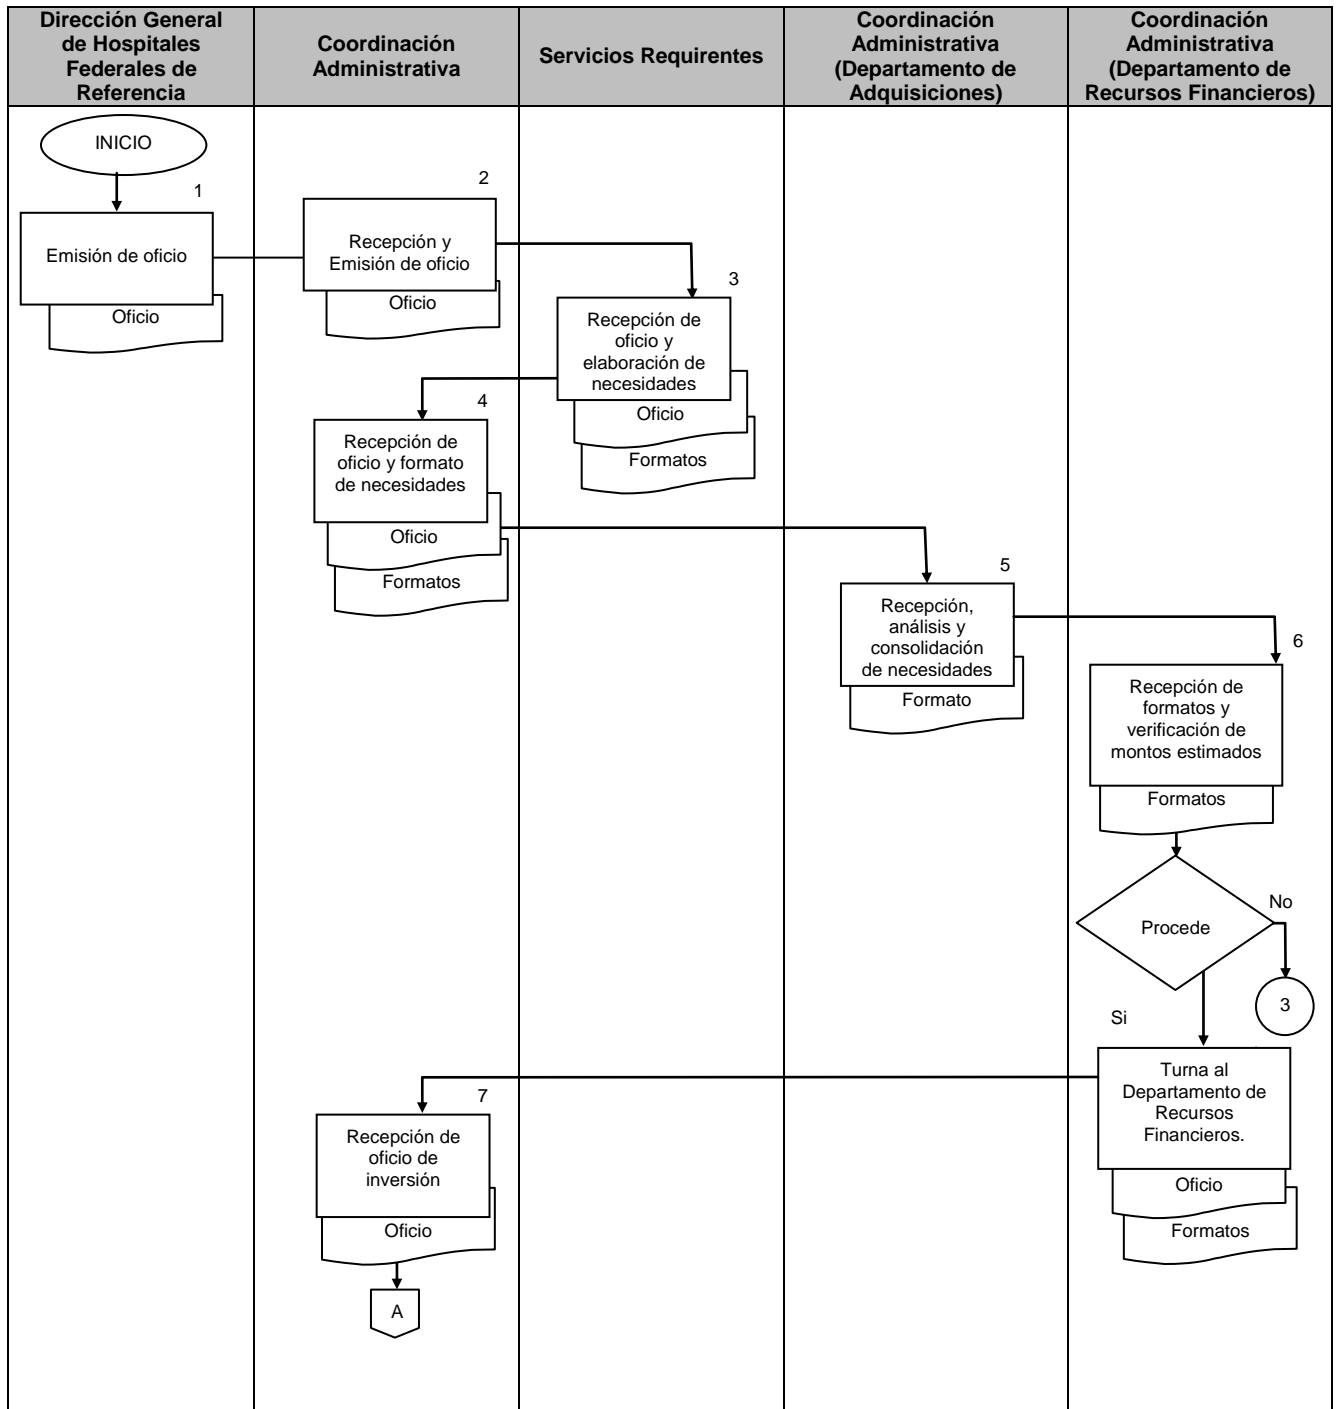 Dirección General
de Hospitales
Federales de
Referencia
Coordinación
Administrativa
Servicios Requirentes
Coordinación
Administrativa
(Departamento de
Adquisiciones)
Coordinación
Administrativa
(Departamento de
Recursos Financieros)
INICIO
1
Emisión de oficio
Oficio
2
Recepción y
Emisión de oficio
Oficio
3
Recepción de
oficio y
elaboración de
necesidades
Oficio
Formatos
4
Recepción de
oficio y formato
de necesidades
Oficio
Formatos
5
Recepción,
análisis y
consolidación
de necesidades
Formato
6
Recepción de
formatos y
verificación de
montos estimados
Formatos
Procede
No
3
Si
Turna al
Departamento de
Recursos
Financieros.
Oficio
Formatos
7
Recepción de
oficio de
inversión
Oficio
A